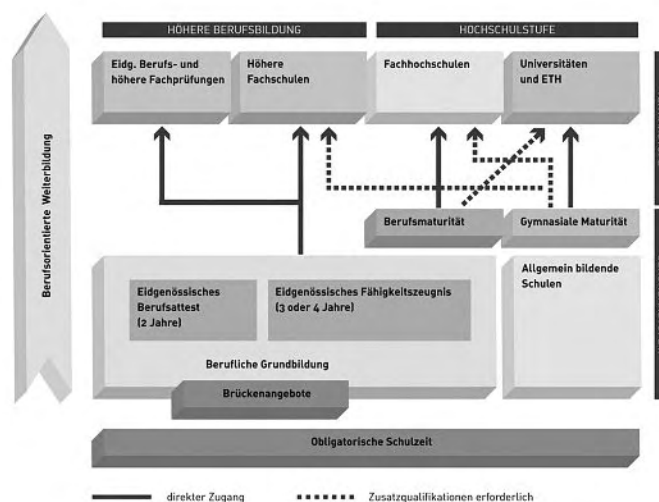 HÖHERE BERUFSBILDUNG
HOCHSCHULSTUFE
Eidg. Berufs- und
höhere Fachprüfungen
Höhere
Fachschulen
Fachhochschulen
Universitäten
und ETH
Berufsorientierte Weiterbildung
Berufsmaturität
Gymnasiale Maturität
Eidgenössisches
Berufsattest
(2 Jahre)
Eidgenössisches Fähigkeitszeugnis
(3 oder 4 Jahre)
Allgemein bildende
Schulen
Berufliche Grundbildung
Brückenangebote
Obligatorische Schulzeit
direkter Zugang
Zusatzqualifikationen erforderlich